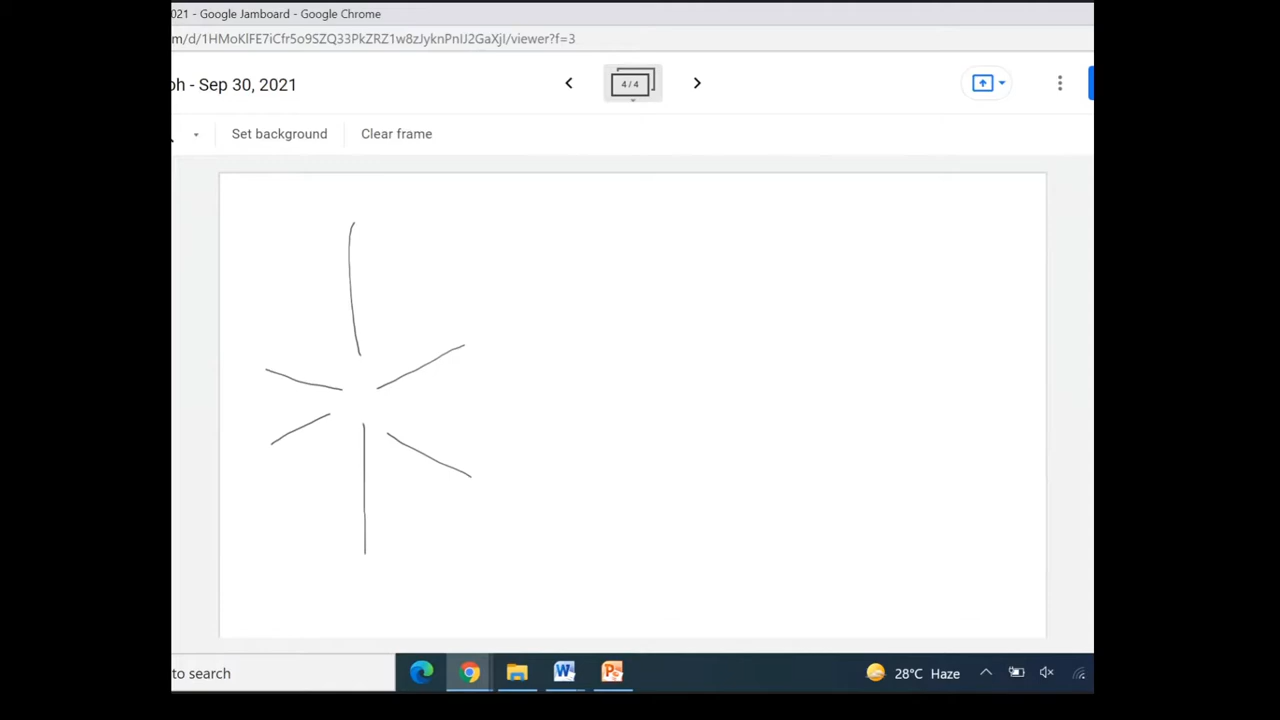 021 - Google Jamboard - Google Chrome
m/d/1HMoKlFE7iCfr5o9SZQ33PkZRZ1w8zJyknPnIJ2GaXjI/viewer?f=3
ph - Sep 30, 2021
4 / 4
Set background
Clear frame
to search
28°C Haze